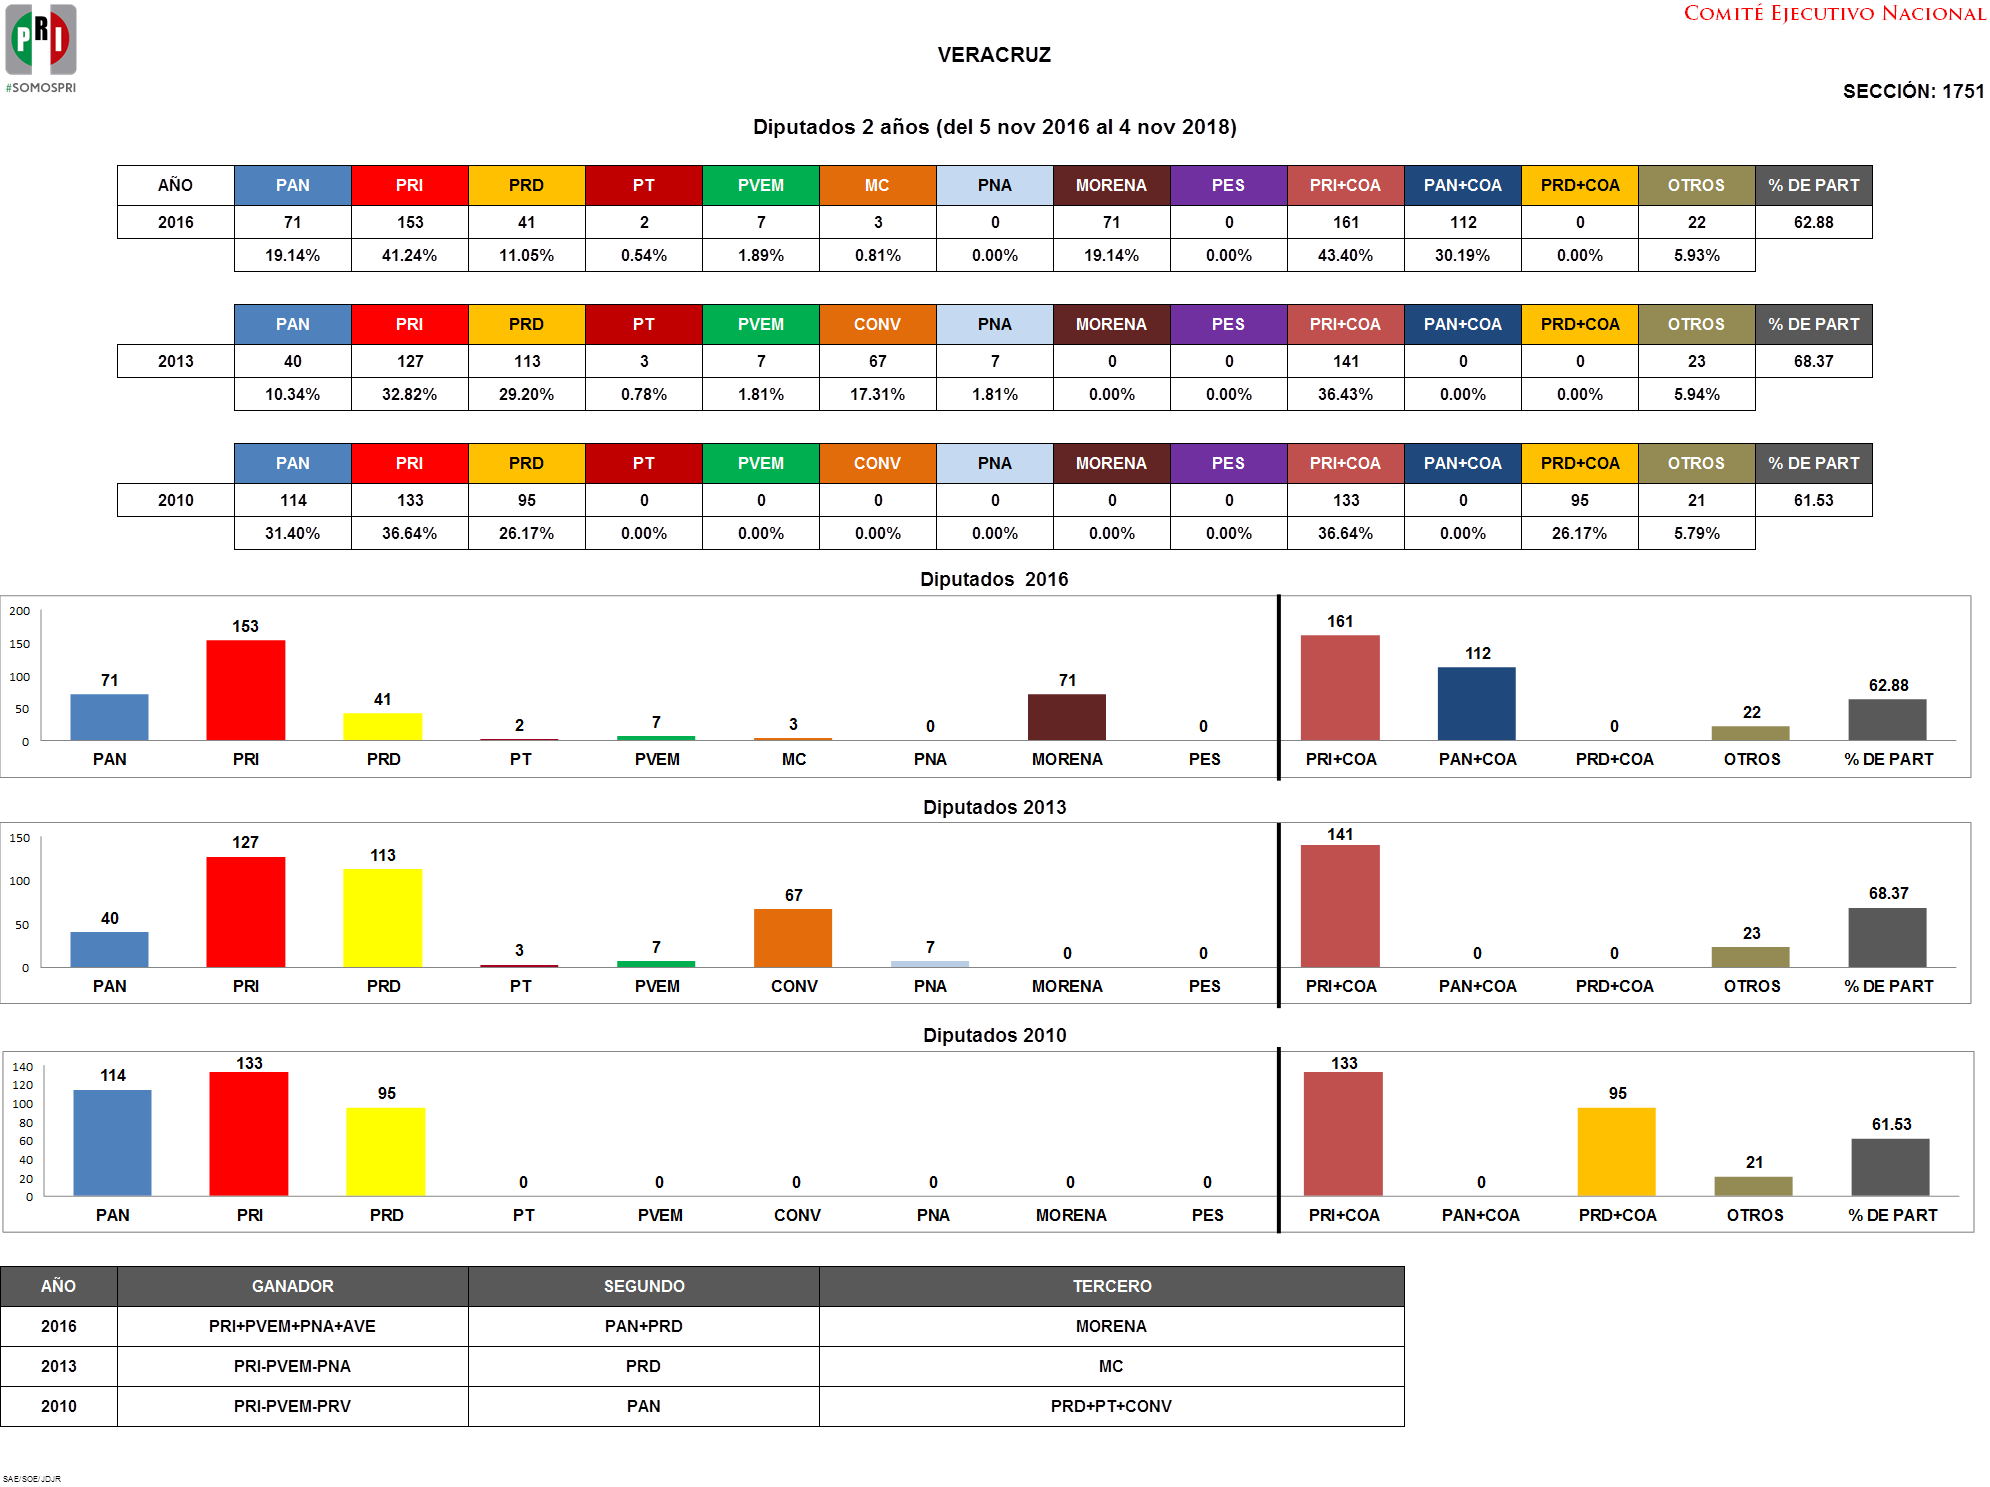 PRI
#SOMOSPRI
COMITÉ EJECUTIVO NACIONAL
VERACRUZ
SECCIÓN: 1751
Diputados 2 años (del 5 nov 2016 al 4 nov 2018)
AÑO PAN PRI PRD PT PVEM MC PNA MORENA PES PRI+COA PAN+COA PRD+COA OTROS % DE PART
2016 71 153 41 2 7 3 0 71 0 161 112 0 22 62.88
19.14% 41.24% 11.05% 0.54% 1.89% 0.81% 0.00% 19.14% 0.00% 43.40% 30.19% 0.00% 5.93%
PAN PRI PRD PT PVEM CONV PNA MORENA PES PRI+COA PAN+COA PRD+COA OTROS % DE PART
2013 40 127 113 3 7 67 7 0 0 141 0 0 23 68.37
10.34% 32.82% 29.20% 0.78% 1.81% 17.31% 1.81% 0.00% 0.00% 36.43% 0.00% 0.00% 5.94%
PAN PRI PRD PT PVEM CONV PNA MORENA PES PRI+COA PAN+COA PRD+COA OTROS % DE PART
2010 114 133 95 0 0 0 0 0 0 133 0 95 21 61.53
31.40% 36.64% 26.17% 0.00% 0.00% 0.00% 0.00% 0.00% 0.00% 36.64% 0.00% 26.17% 5.79%
Diputados 2016
200
150
100
50
0
71 153 41 2 7 3 0 71 0 161 112 0 22 62.88
PAN PRI PRD PT PVEM MC PNA MORENA PES PRI+COA PAN+COA PRD+COA OTROS % DE PART
Diputados 2013
150
100
50
0
40 127 113 3 7 67 7 0 0 141 0 0 23 68.37
PAN PRI PRD PT PVEM CONV PNA MORENA PES PRI+COA PAN+COA PRD+COA OTROS % DE PART
Diputados 2010
140
120
100
80
60
40
20
0
114 133 95 0 0 0 0 0 0 133 0 95 21 61.53
PAN PRI PRD PT PVEM CONV PNA MORENA PES PRI+COA PAN+COA PRD+COA OTROS % DE PART
AÑO GANADOR SEGUNDO TERCERO
2016 PRI+PVEM+PNA+AVE PAN+PRD MORENA
2013 PRI-PVEM-PNA PRD MC
2010 PRI-PVEM-PRV PAN PRD+PT+CONV
SAE/SOE/JDJR